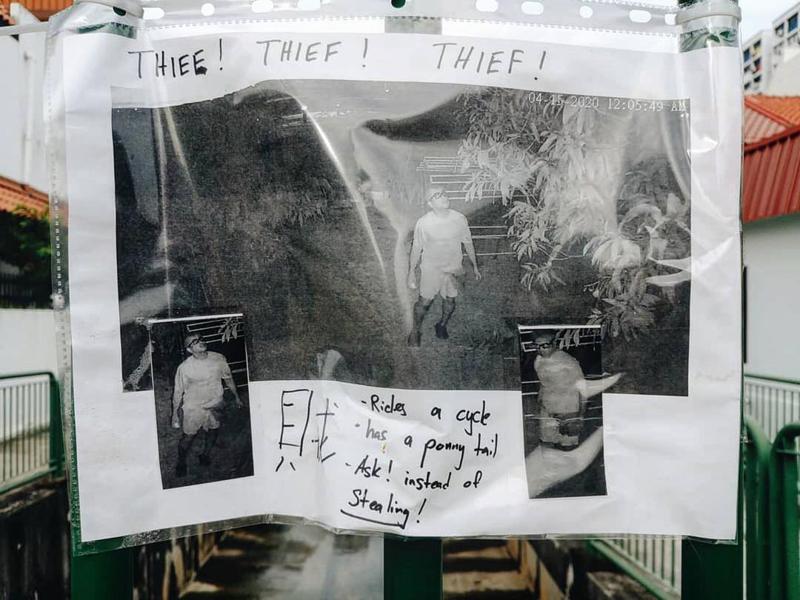 THIEF! THIEF! THIEF!
04-15-2020 12:05:49 AM
贼
-Rides a cycle
-has a ponny tail
-Ask! instead of
Stealing!